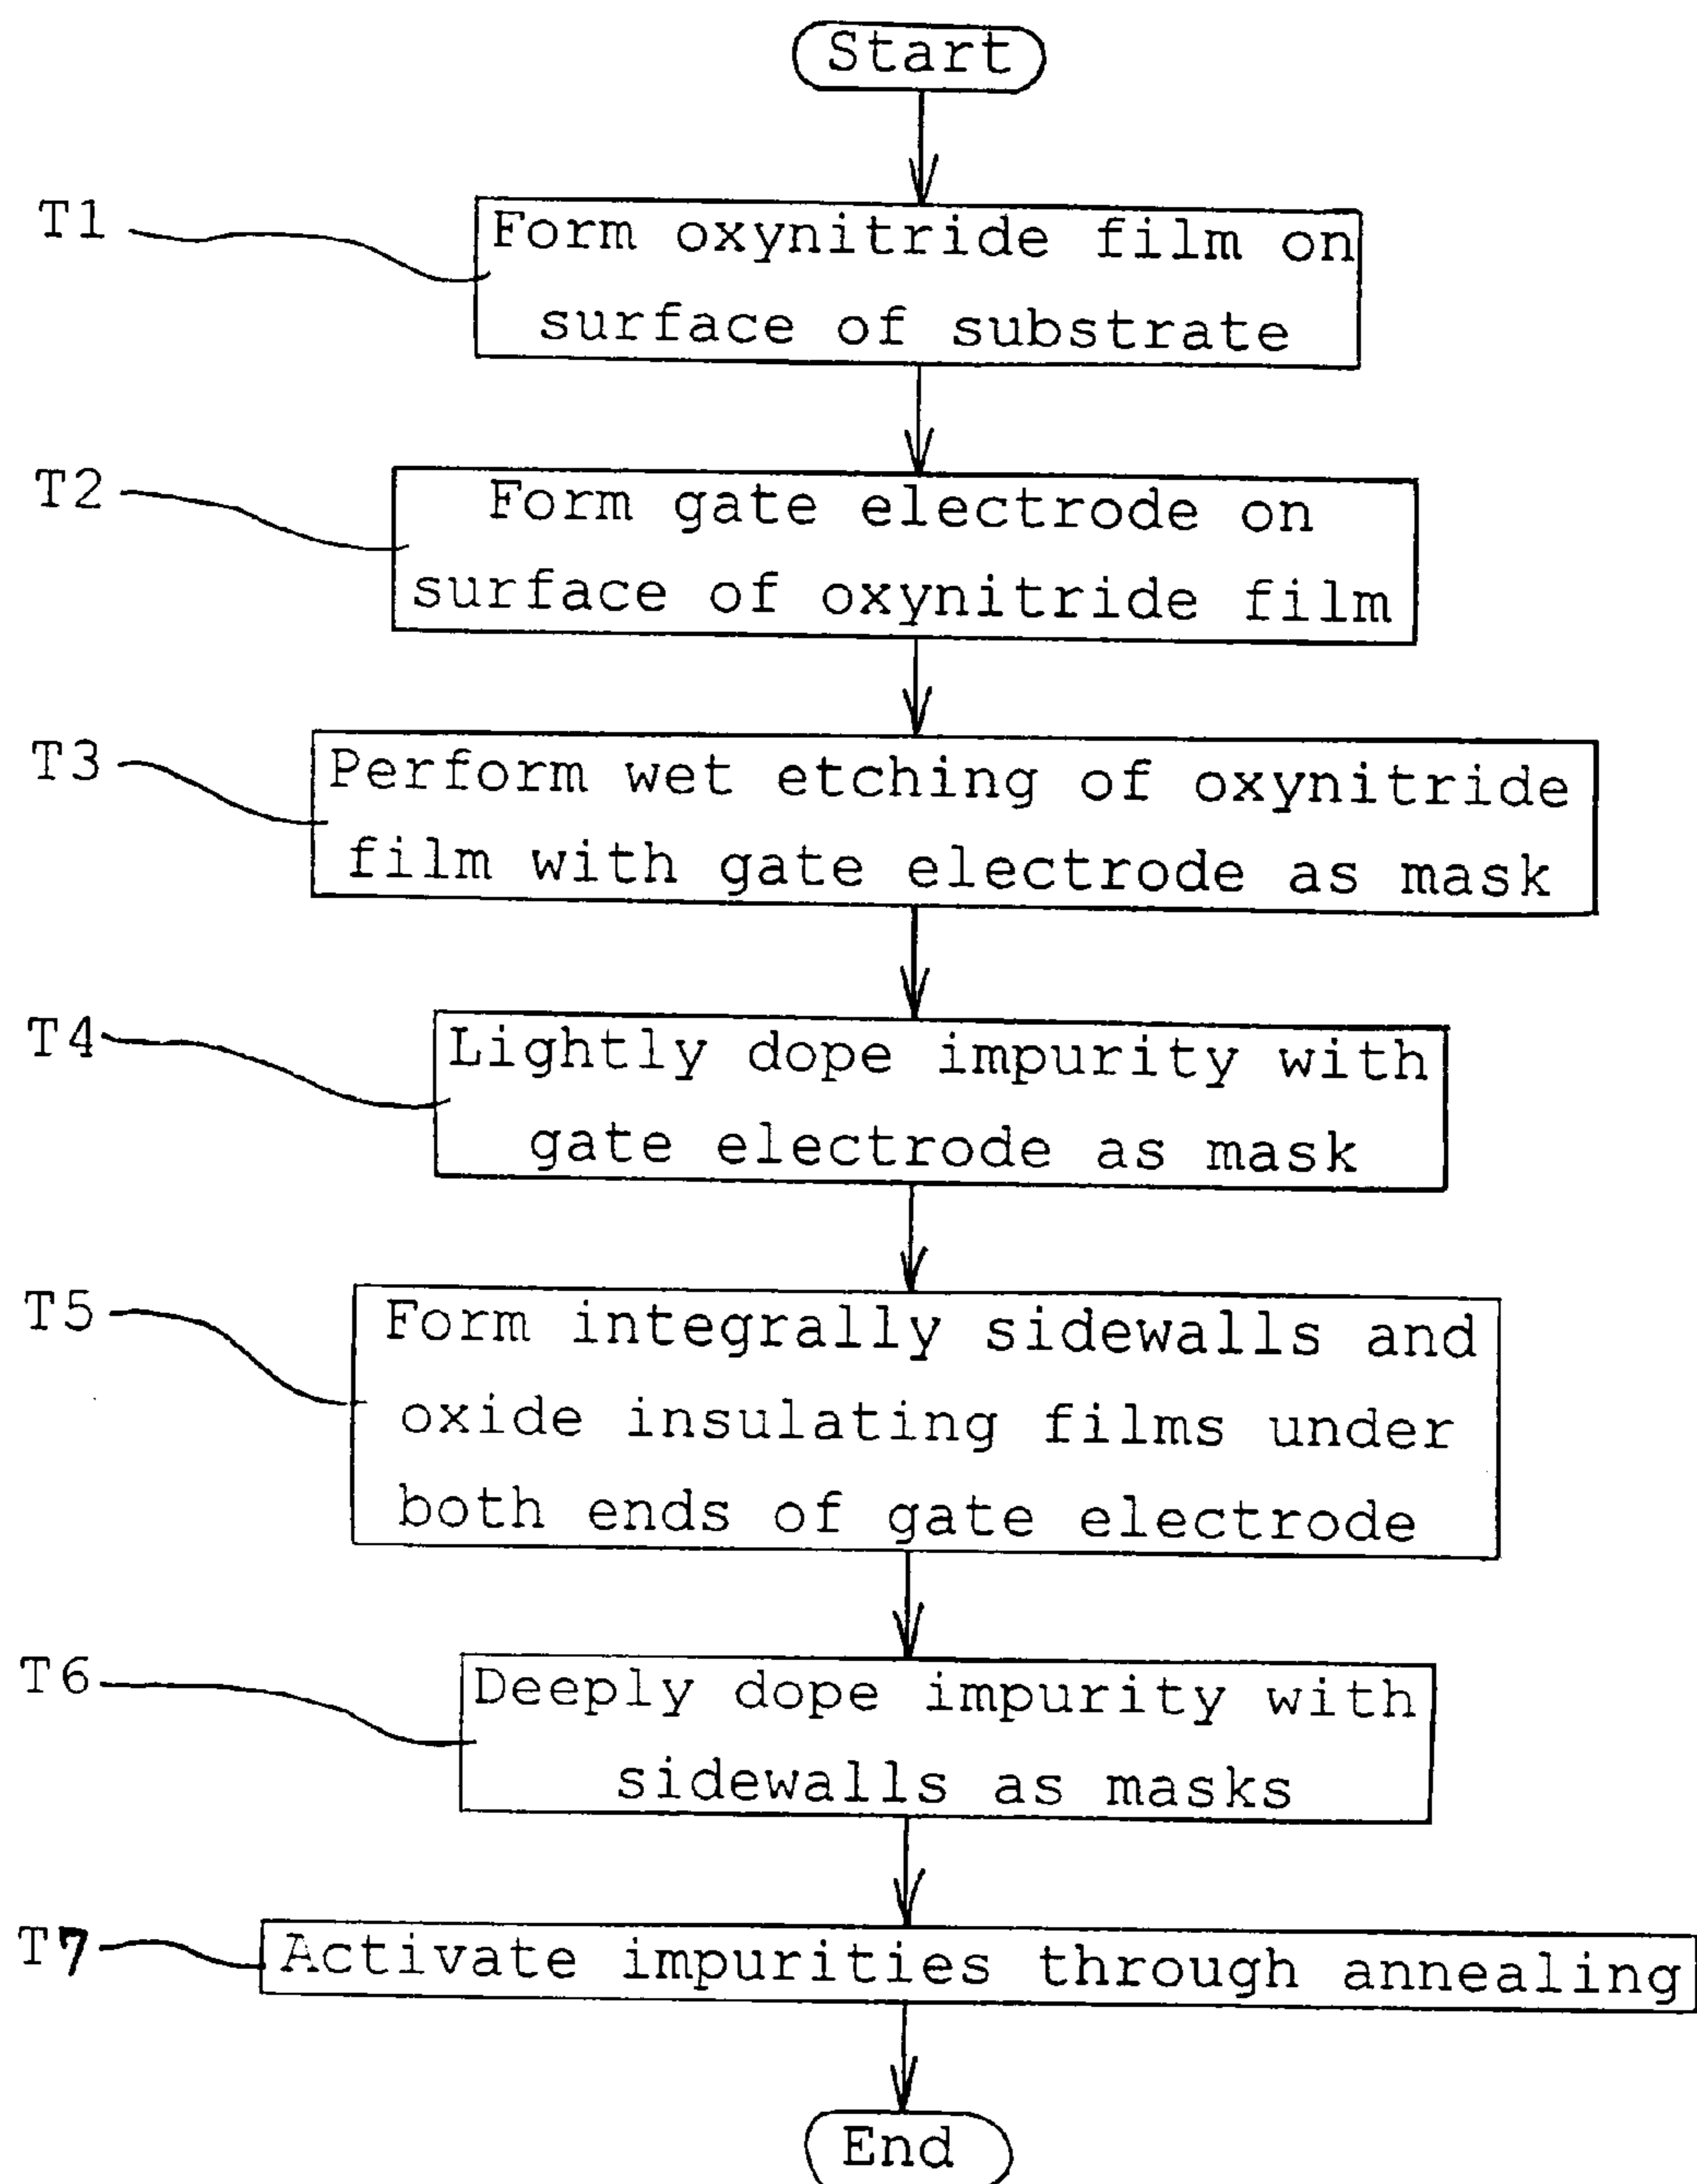 Start
T1
Form oxynitride film on
surface of substrate
T2
Form gate electrode on
surface of oxynitride film
T3
Perform wet etching of oxynitride
film with gate electrode as mask
T4
Lightly dope impurity with
gate electrode as mask
T5
Form integrally sidewalls and
oxide insulating films under
both ends of gate electrode
T6
Deeply dope impurity with
sidewalls as masks
T7
Activate impurities through annealing
End